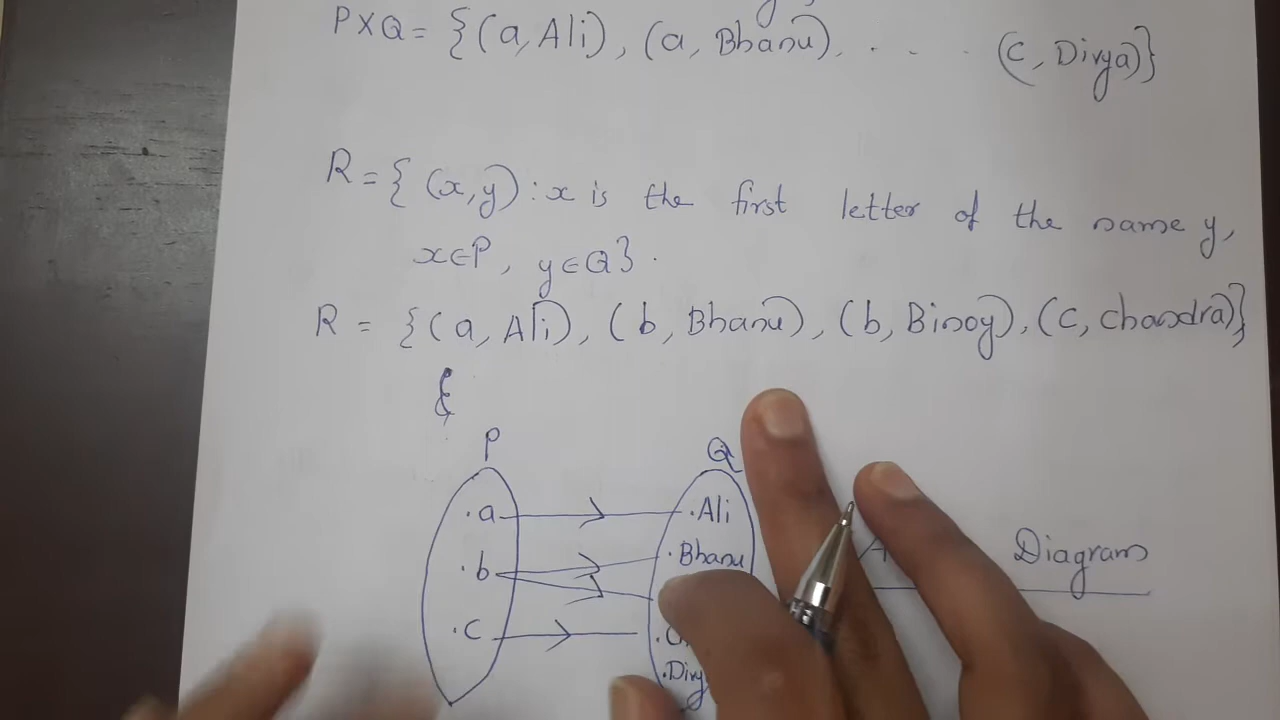 P×Q = {(a, Ali), (a, Bhanu), . . . (c, Divya)}
R = { (x,y) : x is the first letter of the name y,
x∈P, y∈Q}.
R = {(a, Ali), (b, Bhanu), (b, Binoy), (c, Chandra)}
{
P Q
.a .Ali
.b .Bhanu
Diagram
.c